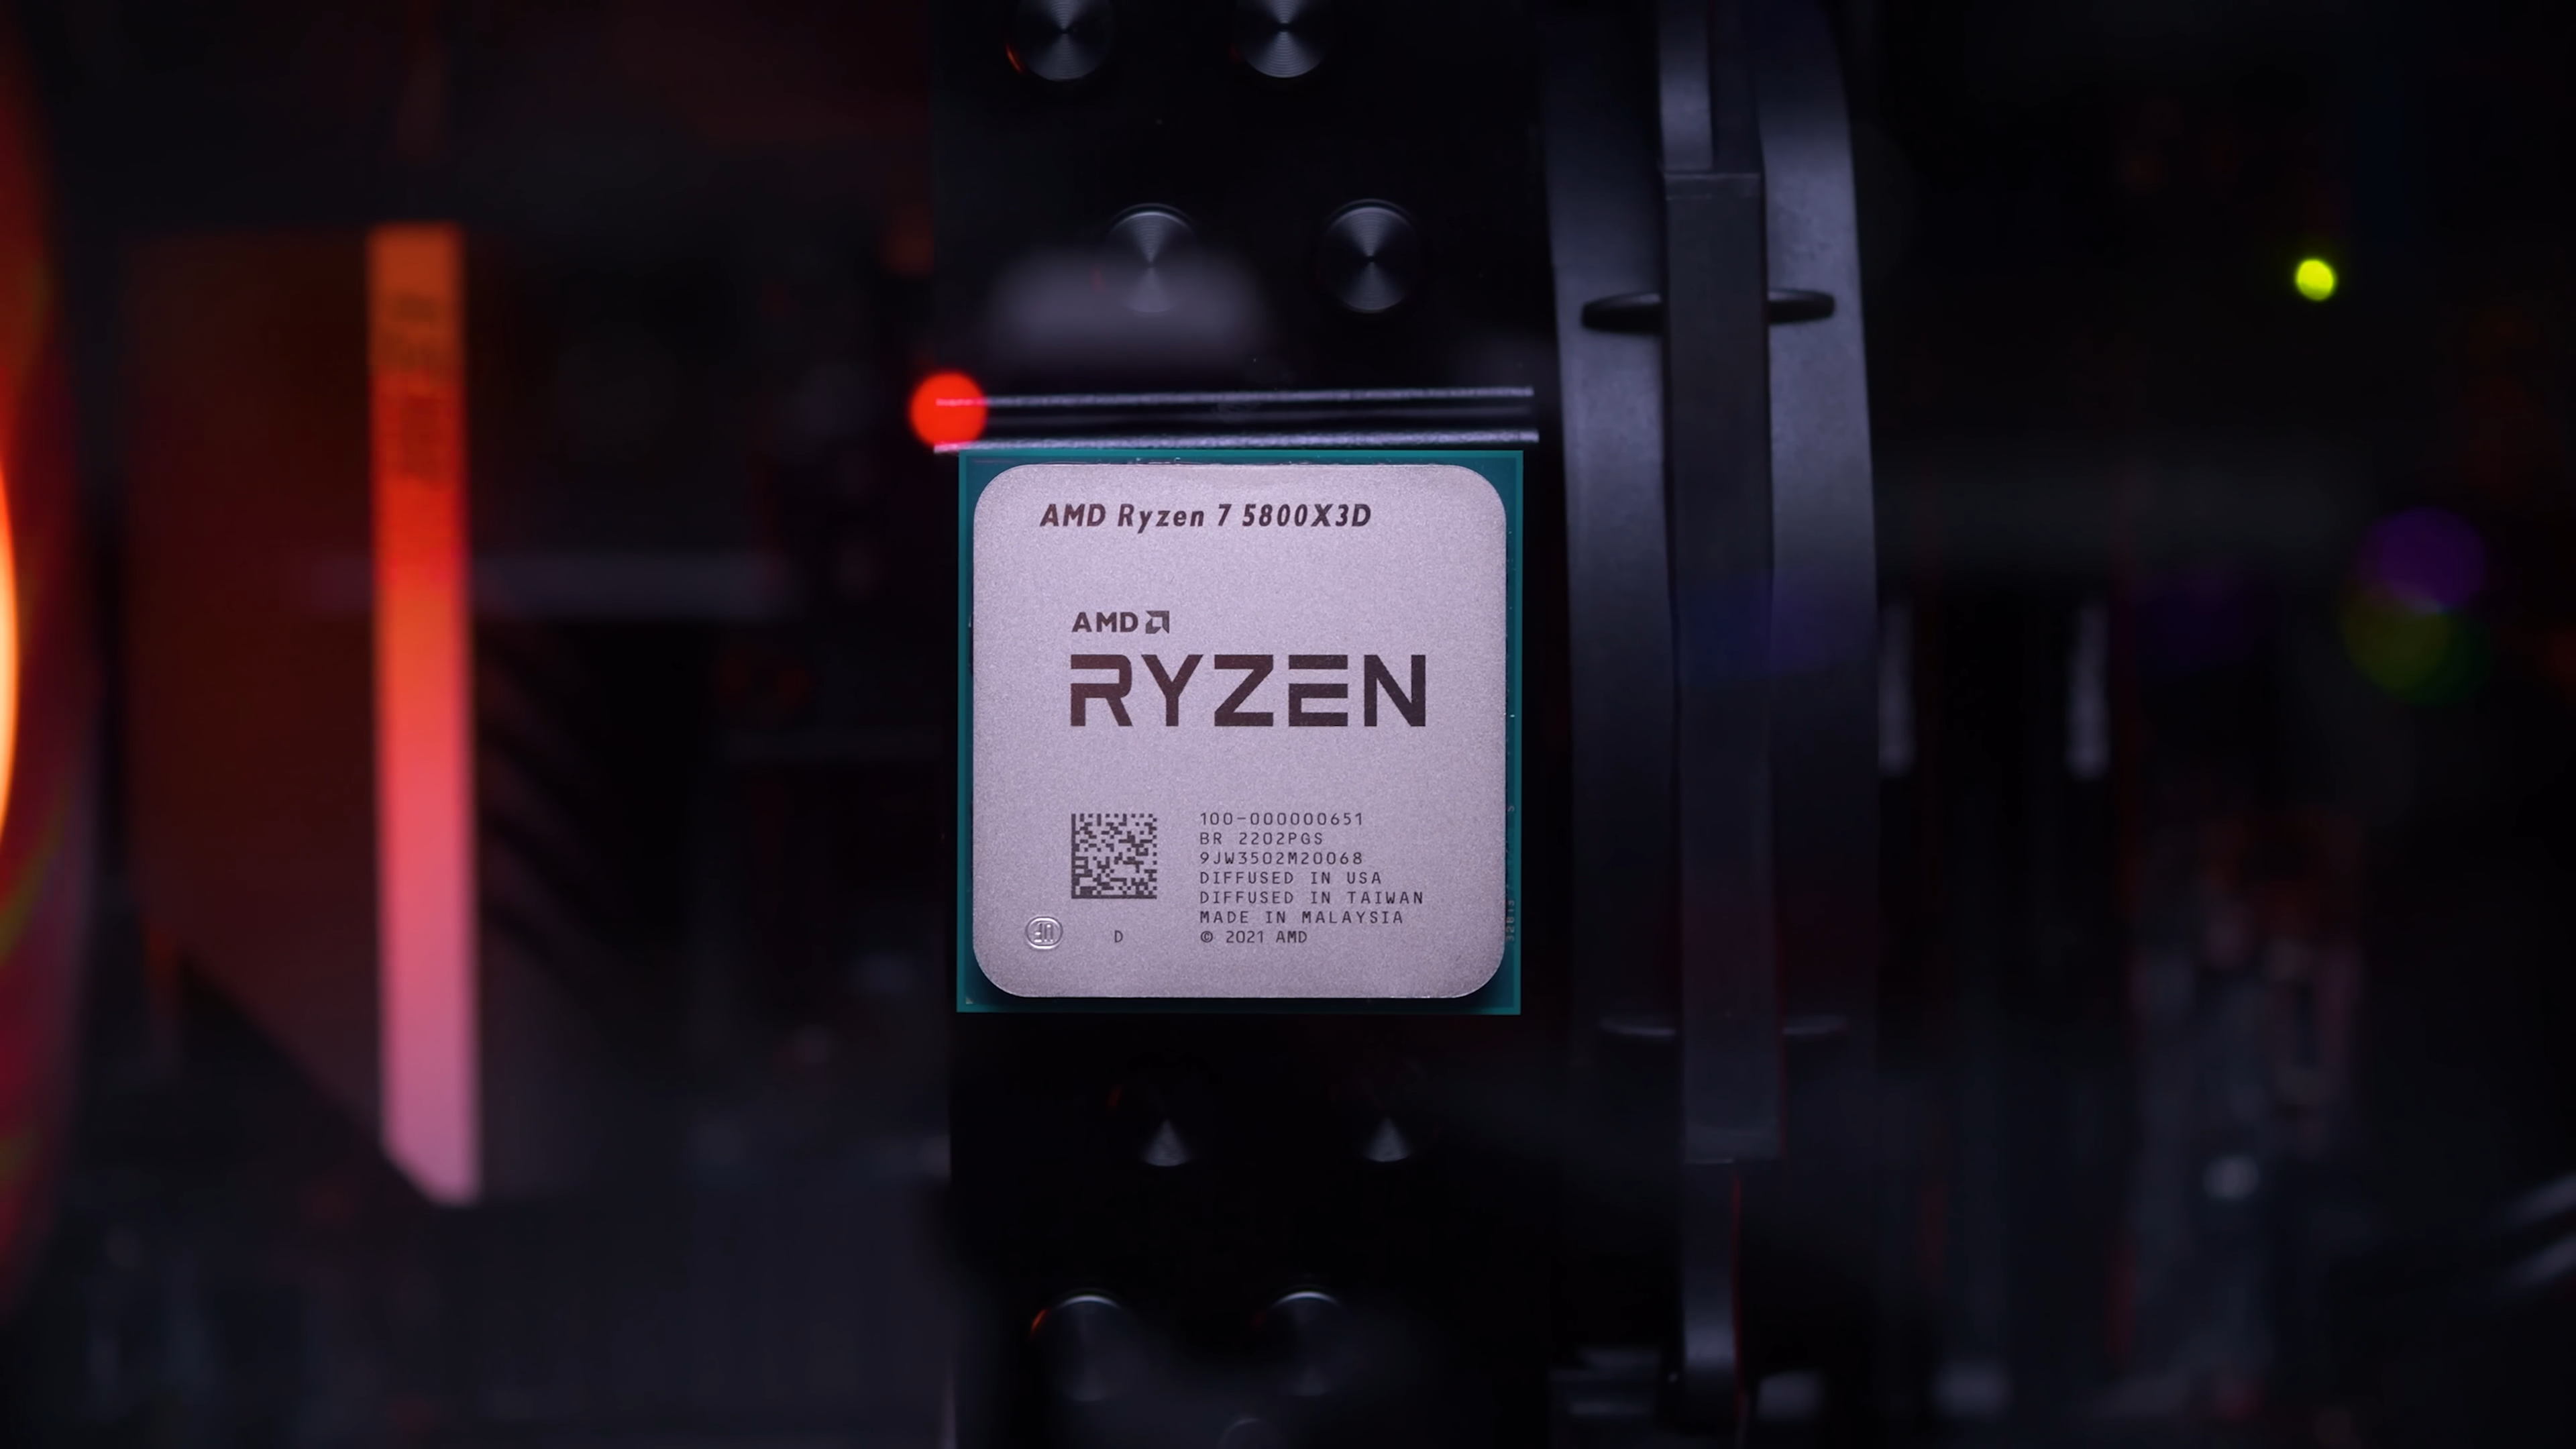 AMD Ryzen 7 5800X3D
AMD
RYZEN
100-000000651
BR 2202PGS
9JW3502M20068
DIFFUSED IN USA
DIFFUSED IN TAIWAN
MADE IN MALAYSIA
© 2021 AMD
D